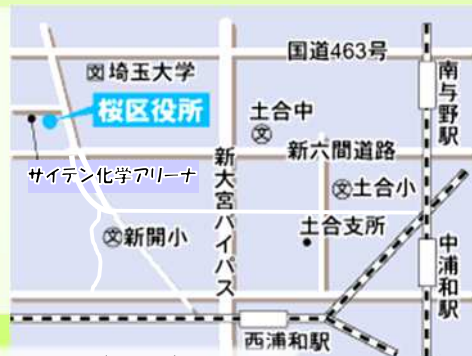 国道463号
埼玉大学
南与野駅
桜区役所
土合中
新六間道路
サイデン化学アリーナ
新大宮バイパス
土合小
土合支所
新開小
中浦和駅
西浦和駅